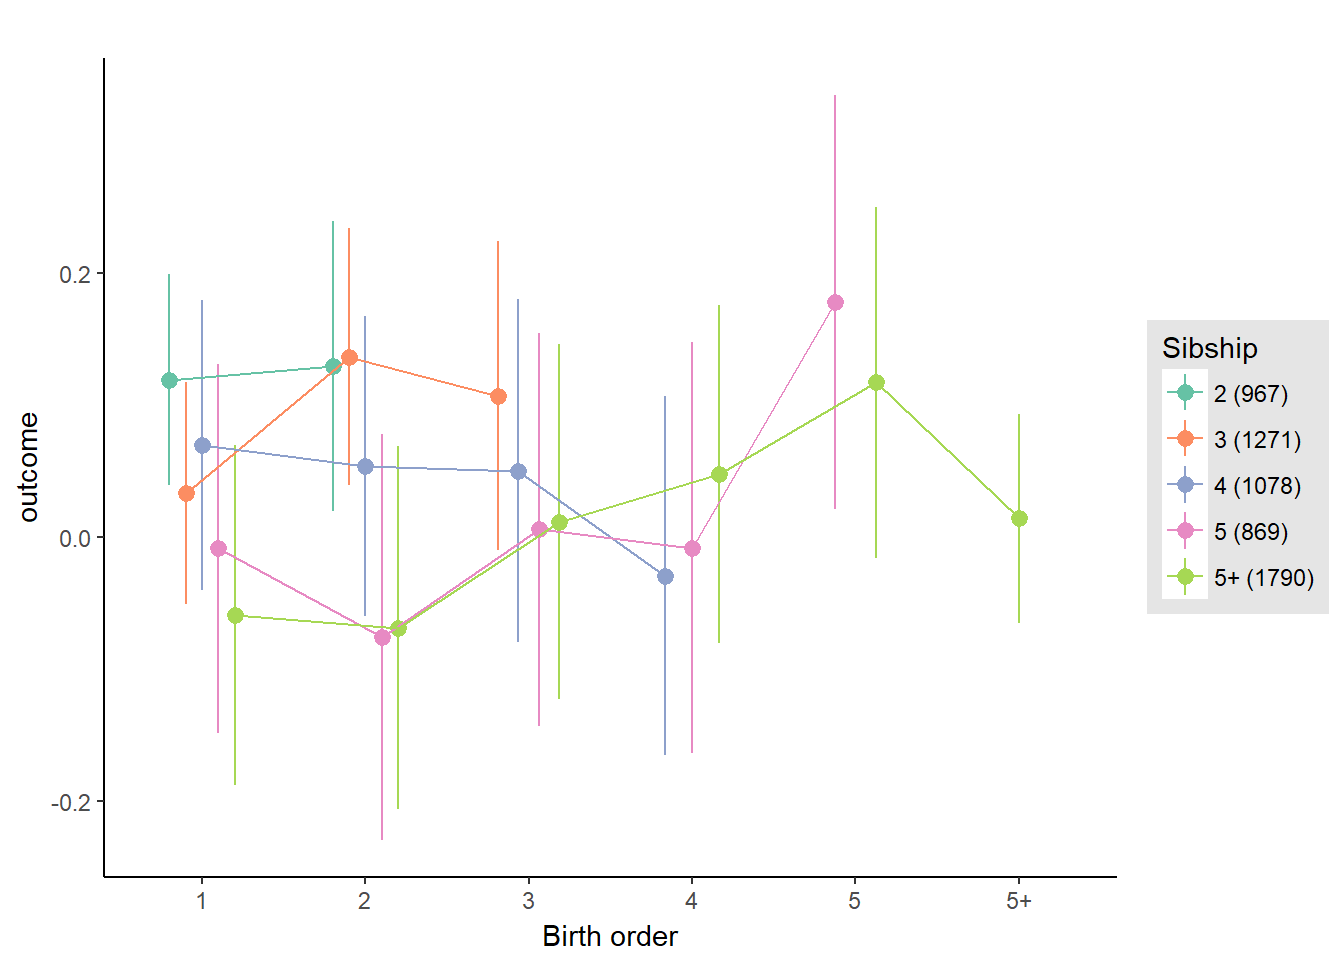 outcome
0.2
0.0
-0.2
1 2 3 4 5 5+
Birth order
Sibship
2 (967)
3 (1271)
4 (1078)
5 (869)
5+ (1790)